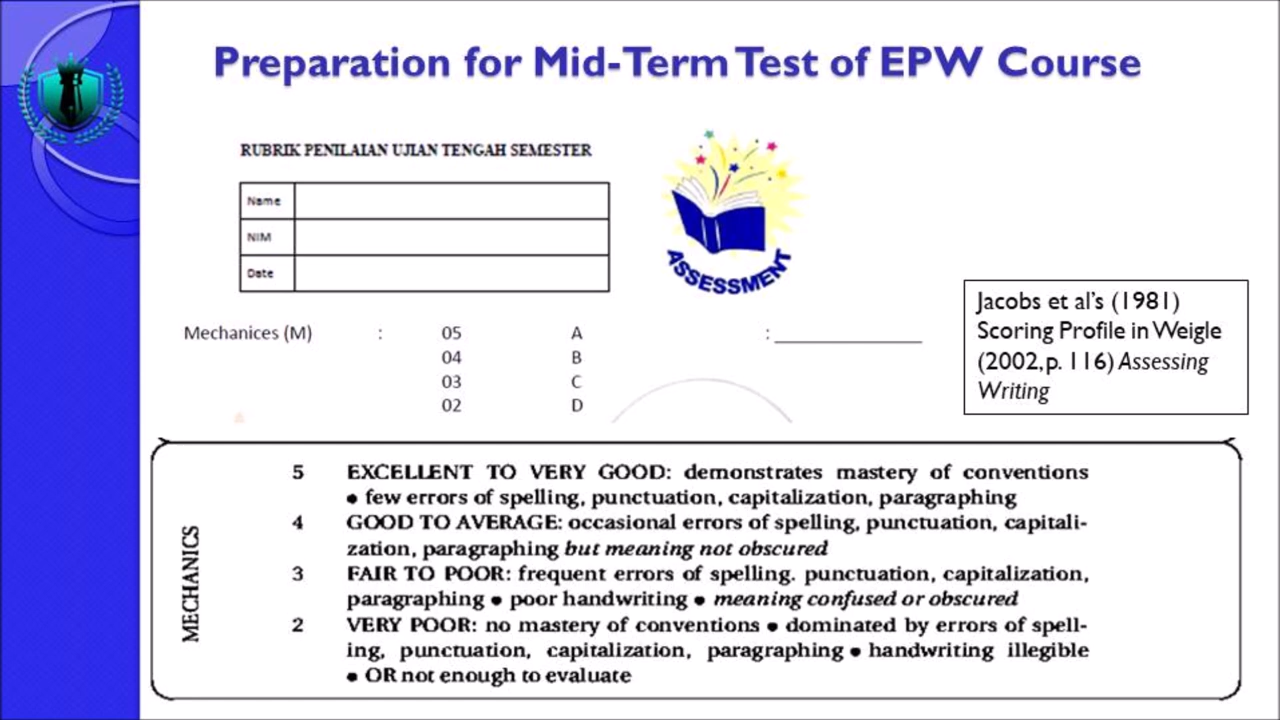 Preparation for Mid-Term Test of EPW Course
RUBRIK PENILAIAN UJIAN TENGAH SEMESTER
Name
NIM
Date
ASSESSMENT
Mechanices (M) : 05 A : ____________
04 B
03 C
02 D
Jacobs et al's (1981)
Scoring Profile in Weigle
(2002, p. 116) Assessing
Writing
MECHANICS
5 EXCELLENT TO VERY GOOD: demonstrates mastery of conventions
• few errors of spelling, punctuation, capitalization, paragraphing
4 GOOD TO AVERAGE: occasional errors of spelling, punctuation, capitali-
zation, paragraphing but meaning not obscured
3 FAIR TO POOR: frequent errors of spelling. punctuation, capitalization,
paragraphing • poor handwriting • meaning confused or obscured
2 VERY POOR: no mastery of conventions • dominated by errors of spell-
ing, punctuation, capitalization, paragraphing • handwriting illegible
• OR not enough to evaluate